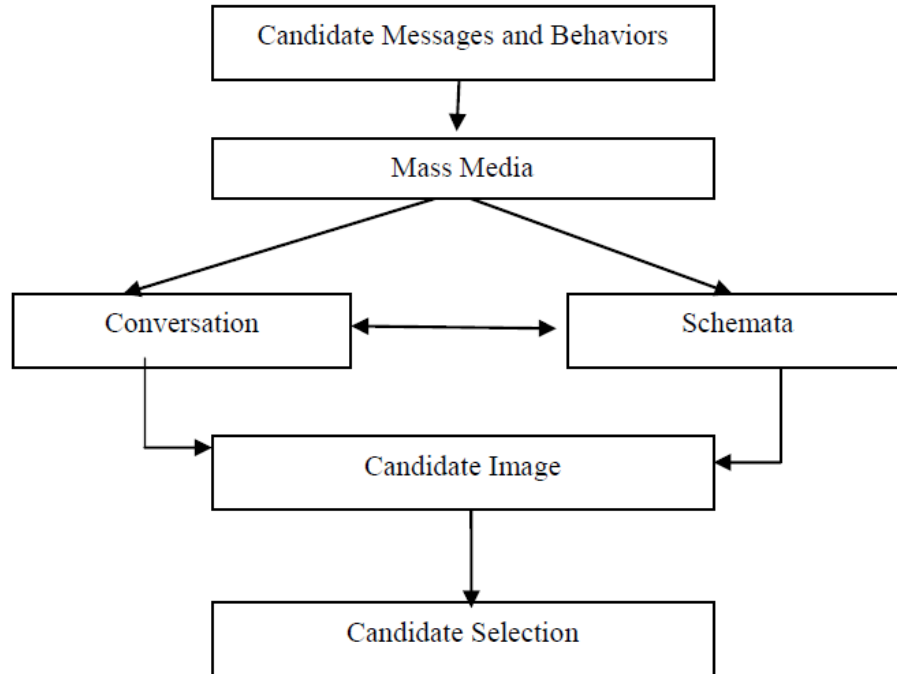 Candidate Messages and Behaviors
Mass Media
Conversation
Schemata
Candidate Image
Candidate Selection